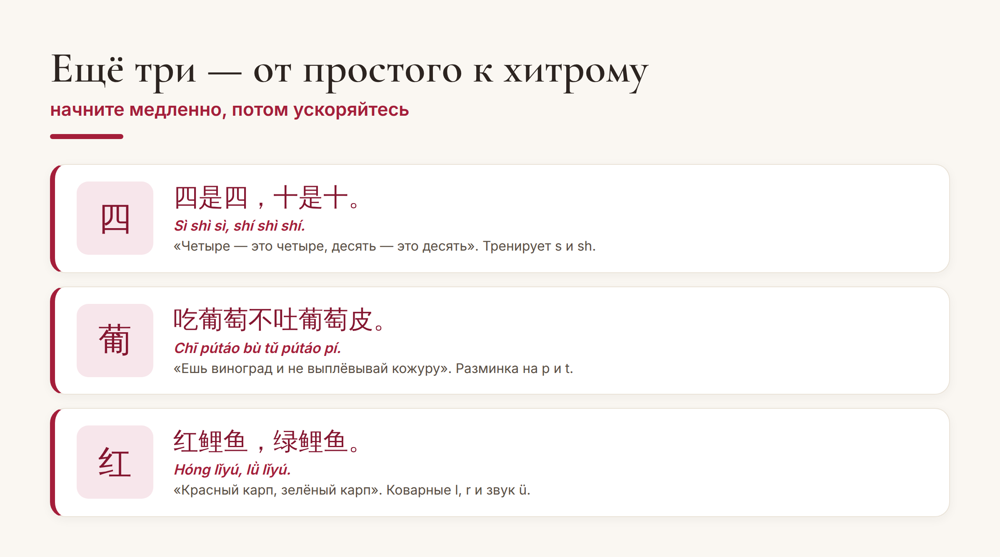 Ещё три — от простого к хитрому
начните медленно, потом ускоряйтесь
四
四是四，十是十。
Sì shì sì, shí shì shí.
«Четыре — это четыре, десять — это десять». Тренирует s и sh.
葡
吃葡萄不吐葡萄皮。
Chī pútáo bù tǔ pútáo pí.
«Ешь виноград и не выплёвывай кожуру». Разминка на p и t.
红
红鲤鱼，绿鲤鱼。
Hóng lǐyú, lǜ lǐyú.
«Красный карп, зелёный карп». Коварные l, r и звук ü.